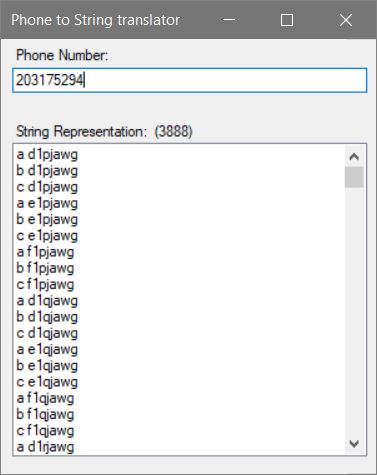 Phone to String translator
Phone Number:
203175294
String Representation: (3888)
a d1pjawg
b d1pjawg
c d1pjawg
a e1pjawg
b e1pjawg
c e1pjawg
a f1pjawg
b f1pjawg
c f1pjawg
a d1qjawg
b d1qjawg
c d1qjawg
a e1qjawg
b e1qjawg
c e1qjawg
a f1qjawg
b f1qjawg
c f1qjawg
a d1rjawg